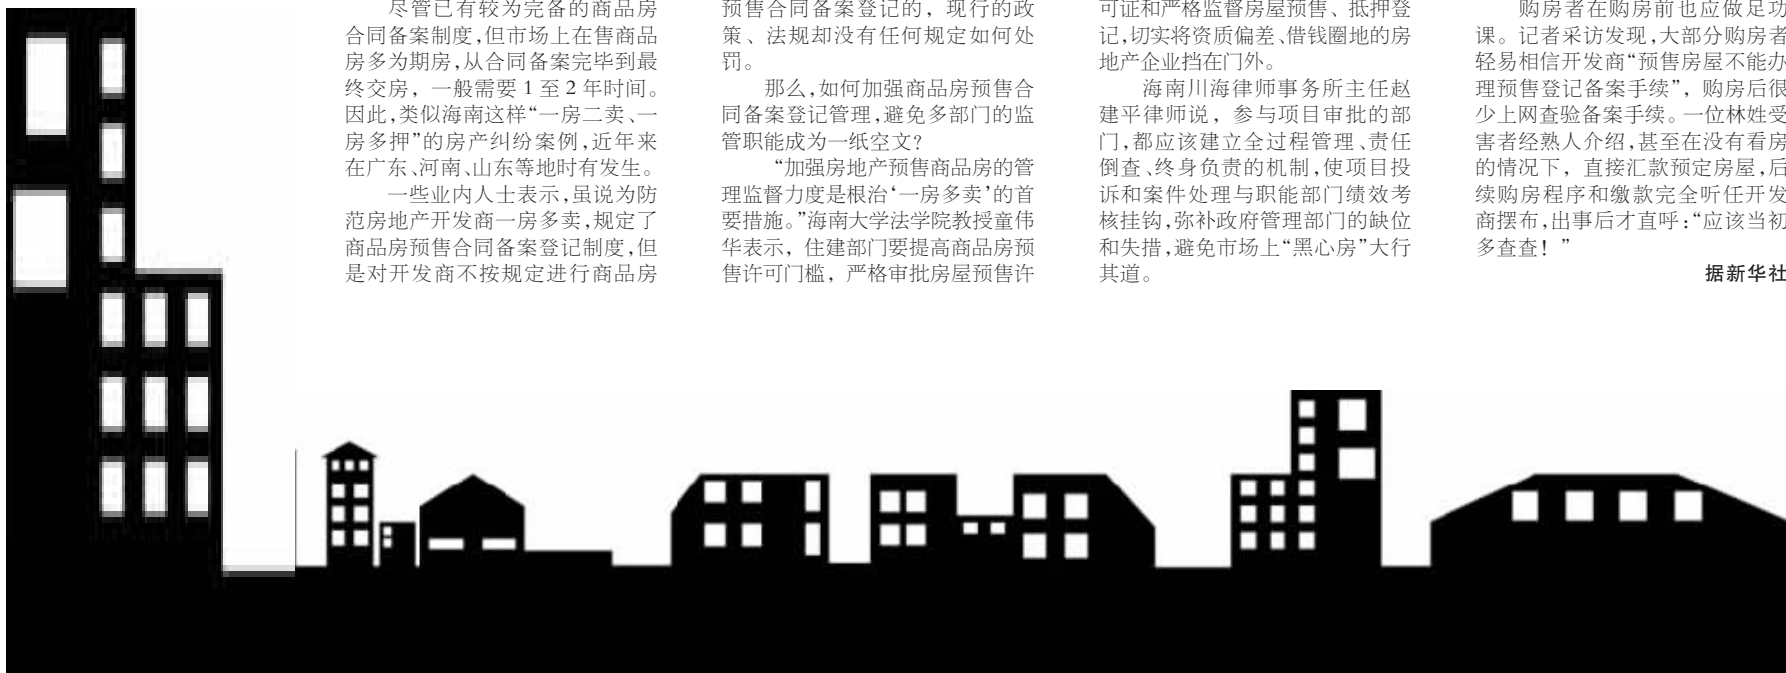 尽管已有较为完备的商品房
合同备案制度,但市场上在售商品
房多为期房,从合同备案完毕到最
终交房，一般需要 1 至 2 年时间。
因此,类似海南这样“一房二卖、一
房多押”的房产纠纷案例,近年来
在广东、河南、山东等地时有发生。
一些业内人士表示,虽说为防
范房地产开发商一房多卖,规定了
商品房预售合同备案登记制度,但
是对开发商不按规定进行商品房
预售合同备案登记的，现行的政
策、法规却没有任何规定如何处
罚。
那么,如何加强商品房预售合
同备案登记管理,避免多部门的监
管职能成为一纸空文?
“加强房地产预售商品房的管
理监督力度是根治‘一房多卖’的首
要措施。”海南大学法学院教授童伟
华表示，住建部门要提高商品房预
售许可门槛，严格审批房屋预售许
可证和严格监督房屋预售、抵押登
记,切实将资质偏差、借钱圈地的房
地产企业挡在门外。
海南川海律师事务所主任赵
建平律师说，参与项目审批的部
门,都应该建立全过程管理、责任
倒查、终身负责的机制,使项目投
诉和案件处理与职能部门绩效考
核挂钩,弥补政府管理部门的缺位
和失措,避免市场上“黑心房”大行
其道。
购房者在购房前也应做足功
课。记者采访发现,大部分购房者
轻易相信开发商“预售房屋不能办
理预售登记备案手续”，购房后很
少上网查验备案手续。一位林姓受
害者经熟人介绍,甚至在没有看房
的情况下，直接汇款预定房屋,后
续购房程序和缴款完全听任开发
商摆布,出事后才直呼:“应该当初
多查查！”
据新华社